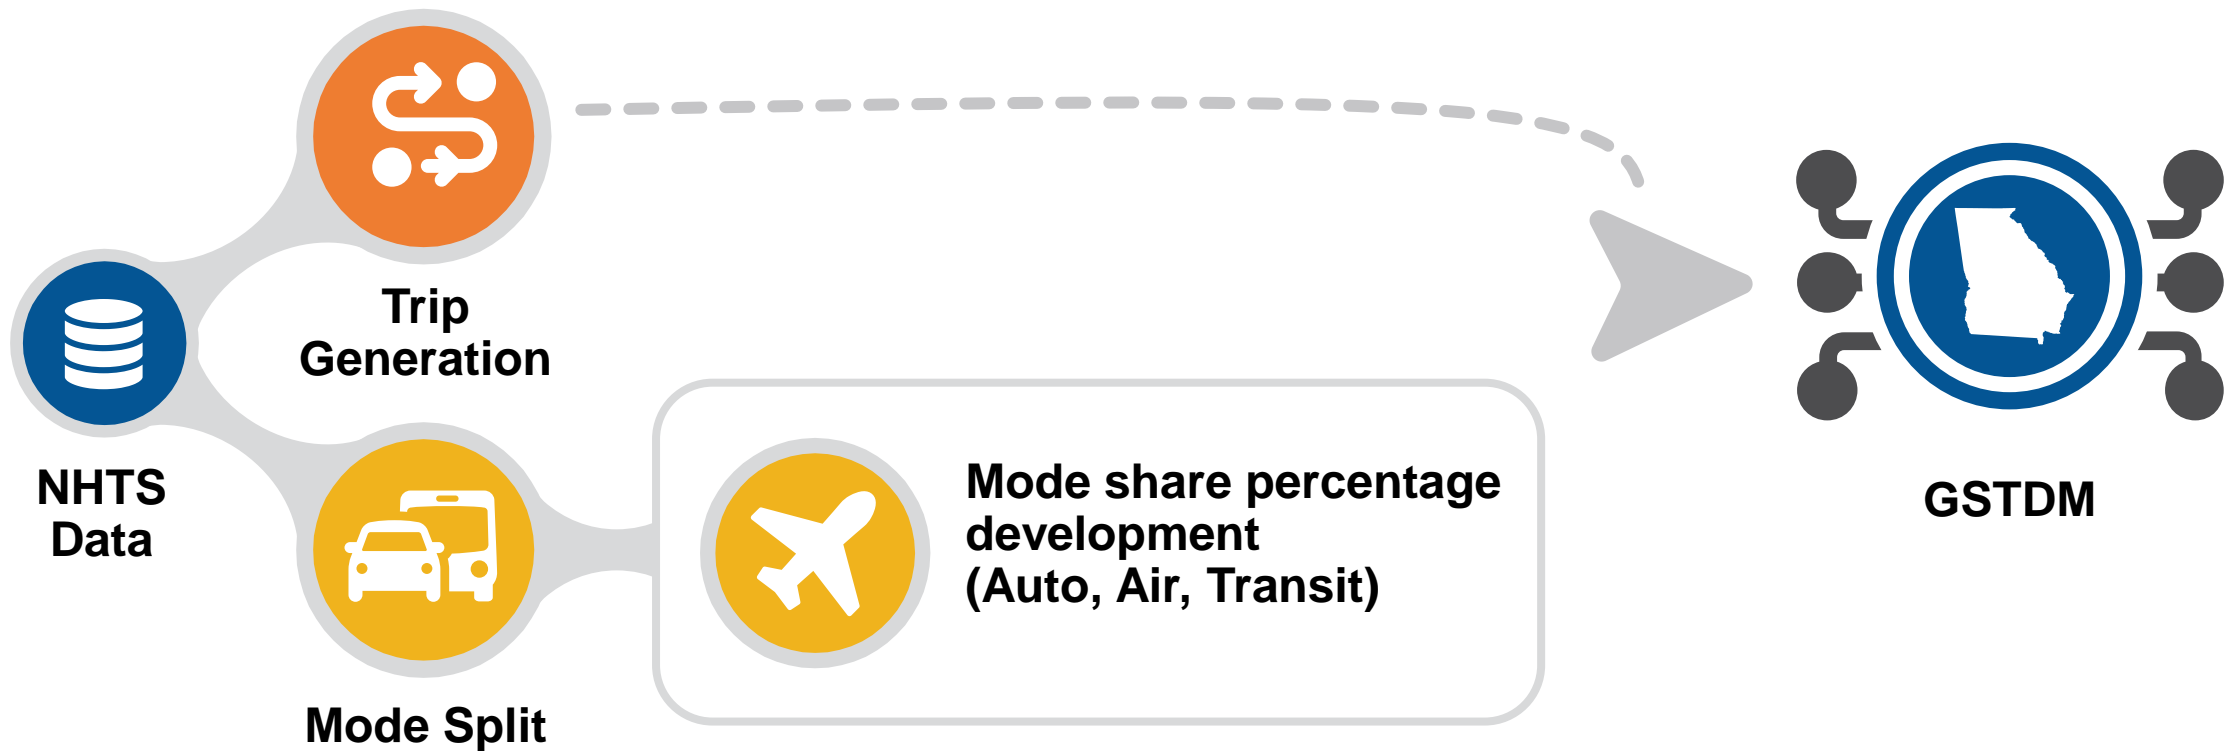 Trip
Generation
NHTS
Data
Mode Split
Mode share percentage
development
(Auto, Air, Transit)
GSTDM